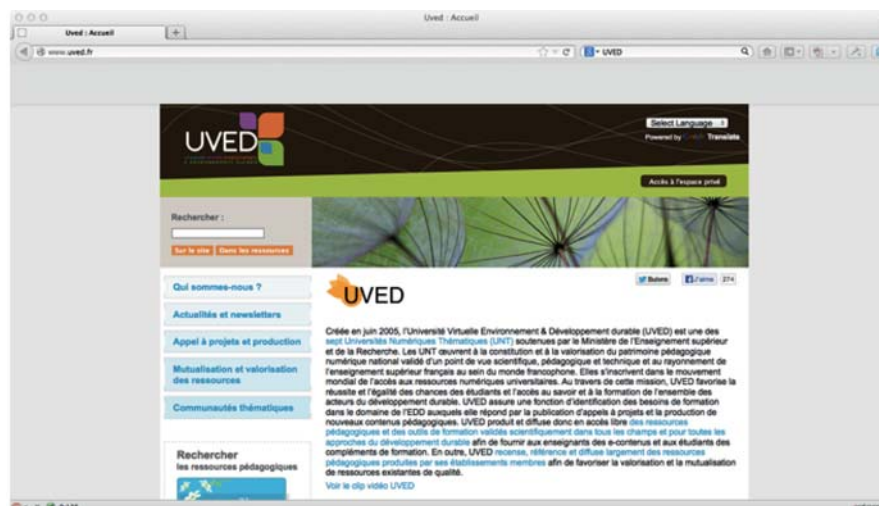 Uved : Accueil
Uved : Accueil
www.uved.fr
UVED
UVED
Select Language
Powered by Google Translate
Accès à l'espace privé
Rechercher :
Sur le site
Dans les ressources
Suivre
J'aime
274
Qui sommes-nous ?
Actualités et newsletters
Appel à projets et production
Mutualisation et valorisation
des ressources
Communautés thématiques
Rechercher
les ressources pédagogiques
UVED
Créée en juin 2005, l'Université Virtuelle Environnement & Développement durable (UVED) est une des
sept Universités Numériques Thématiques (UNT) soutenues par le Ministère de l'Enseignement supérieur
et de la Recherche. Les UNT œuvrent à la constitution et à la valorisation du patrimoine pédagogique
numérique national validé d'un point de vue scientifique, pédagogique et technique et au rayonnement de
l'enseignement supérieur français au sein du monde francophone. Elles s'inscrivent dans le mouvement
mondial de l'accès aux ressources numériques universitaires. Au travers de cette mission, UVED favorise la
réussite et l'égalité des chances des étudiants et l'accès au savoir et à la formation de l'ensemble des
acteurs du développement durable. UVED assure une fonction d'identification des besoins de formation
dans le domaine de l'EDD auxquels elle répond par la publication d'appels à projets et la production de
nouveaux contenus pédagogiques. UVED produit et diffuse donc en accès libre des ressources
pédagogiques et des outils de formation validés scientifiquement dans tous les champs et pour toutes les
approches du développement durable afin de fournir aux enseignants des e-contenus et aux étudiants des
compléments de formation. En outre, UVED recense, référence et diffuse largement des ressources
pédagogiques produites par ses établissements membres afin de favoriser la valorisation et la mutualisation
de ressources existantes de qualité.
Voir le clip vidéo UVED